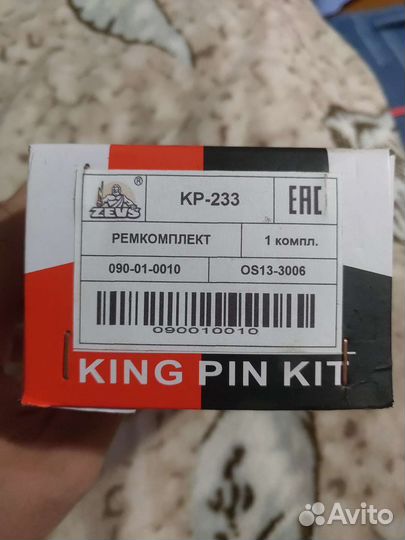 ZEUS ®
KP-233
EAC
РЕМКОМПЛЕКТ
1 компл.
090-01-0010
OS13-3006
090010010
KING PIN KIT
Avito